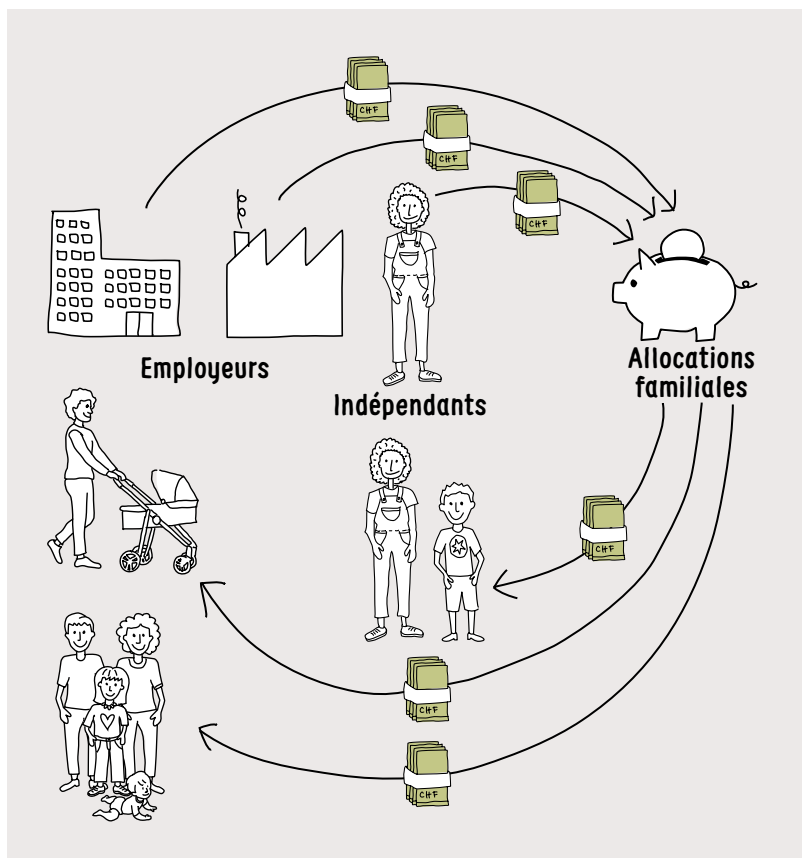 CHF
CHF
CHF
Employeurs
Allocations
familiales
Indépendants
CHF
CHF
CHF